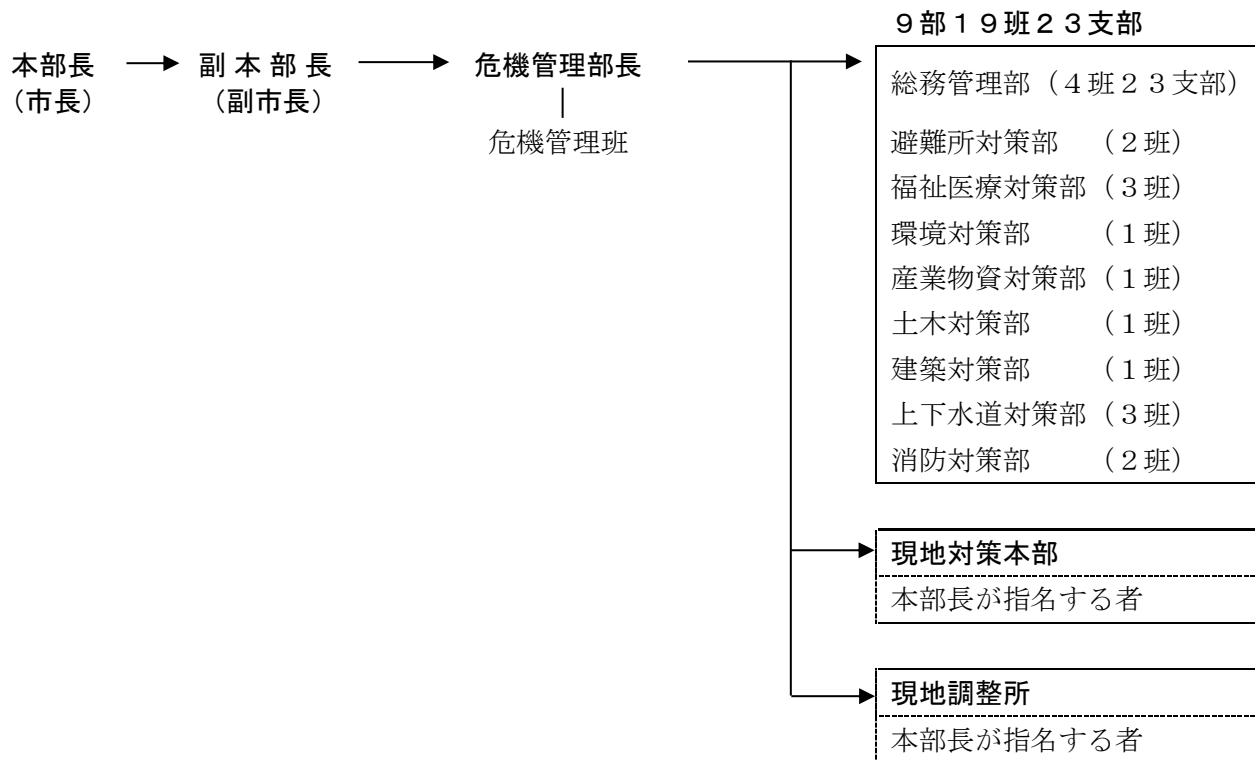 ９部１９班２３支部
本部長 副本部長 危機管理部長
（市長） （副市長）
危機管理班
総務管理部（４班２３支部）
避難所対策部 （２班）
福祉医療対策部（３班）
環境対策部 （１班）
産業物資対策部（１班）
土木対策部 （１班）
建築対策部 （１班）
上下水道対策部（３班）
消防対策部 （２班）
現地対策本部
本部長が指名する者
現地調整所
本部長が指名する者